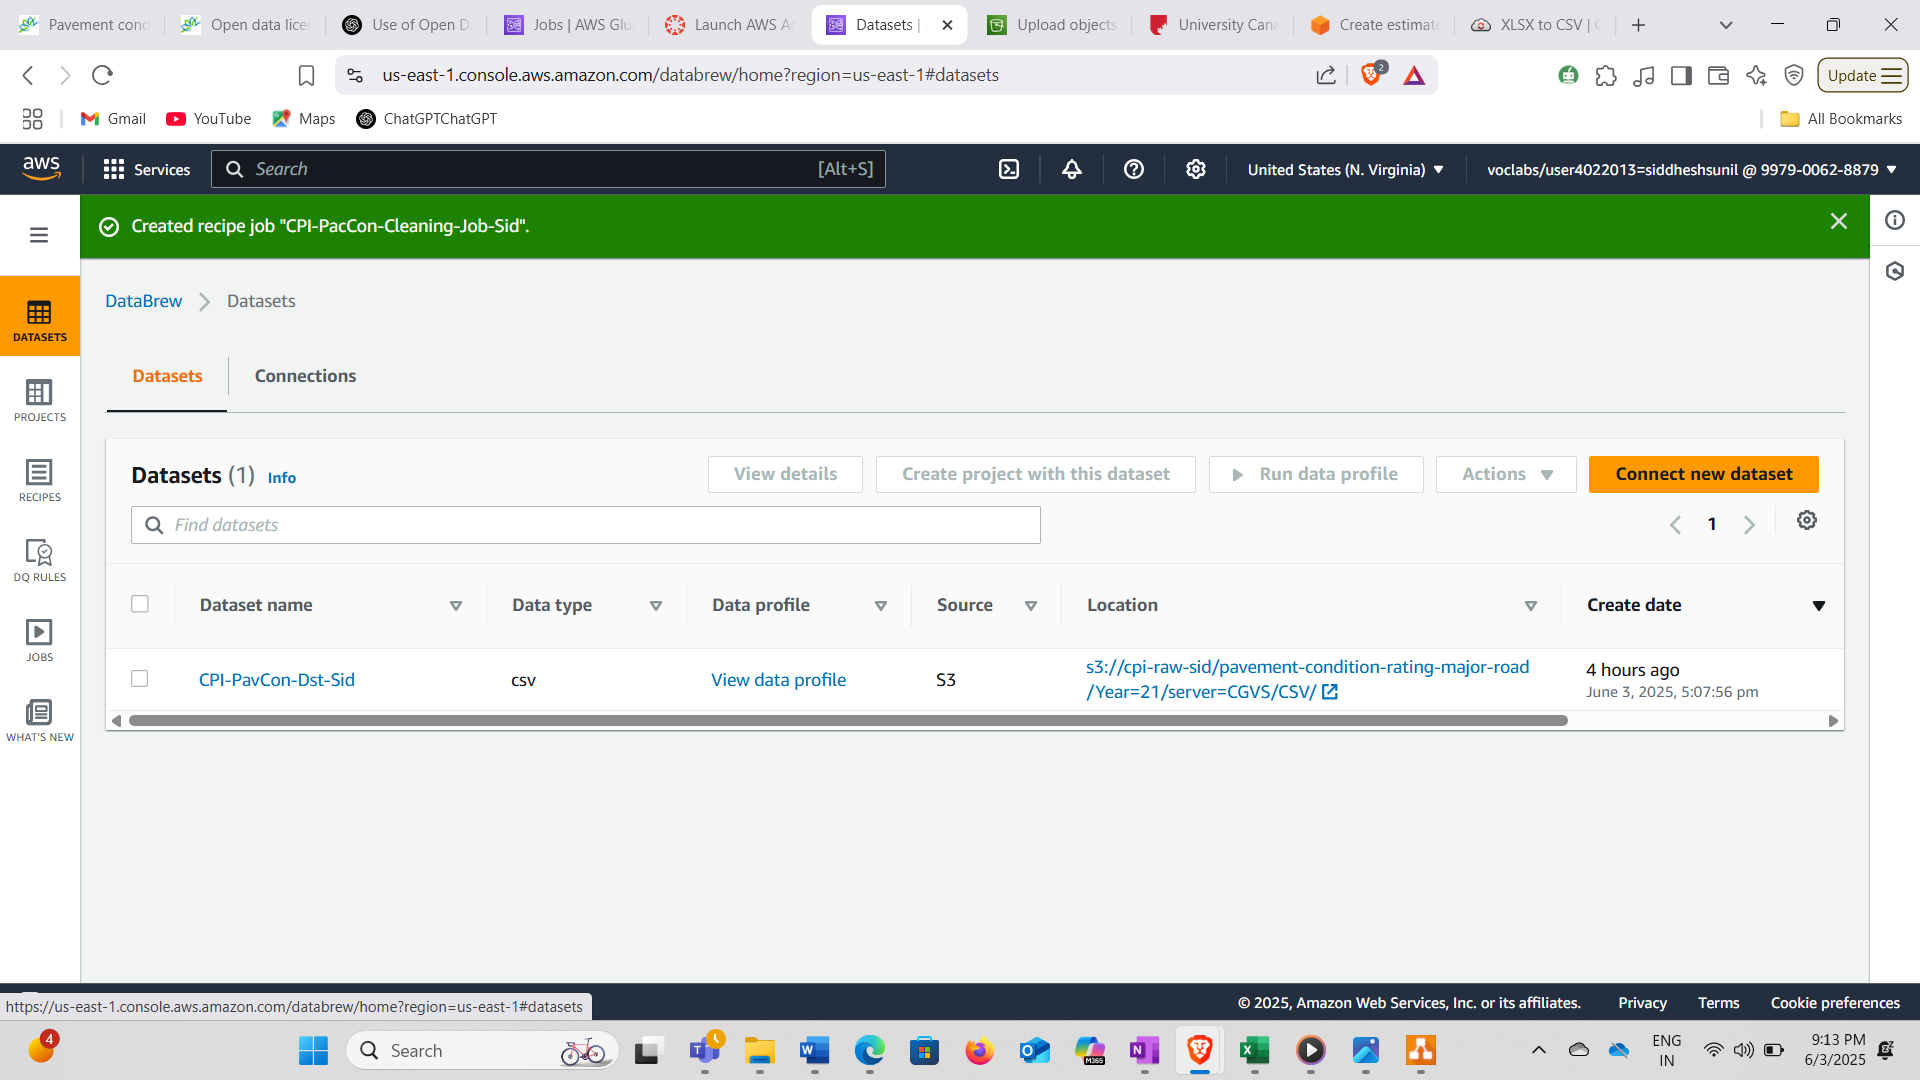 Pavement cond
Open data licen
Use of Open D
Jobs | AWS Glu
Launch AWS Ac
Datasets |
Upload objects
University Cana
Create estimate
XLSX to CSV |
us-east-1.console.aws.amazon.com/databrew/home?region=us-east-1#datasets
2
Update
Gmail
YouTube
Maps
ChatGPTChatGPT
All Bookmarks
aws
Services
Search
[Alt+S]
United States (N. Virginia)
voclabs/user4022013=siddheshsunil @ 9979-0062-8879
Created recipe job "CPI-PacCon-Cleaning-Job-Sid".
DATASETS
PROJECTS
RECIPES
DQ RULES
JOBS
WHAT'S NEW
DataBrew
Datasets
Datasets
Connections
Datasets (1) Info
View details
Create project with this dataset
Run data profile
Actions
Connect new dataset
Find datasets
1
Dataset name
Data type
Data profile
Source
Location
Create date
CPI-PavCon-Dst-Sid
csv
View data profile
S3
s3://cpi-raw-sid/pavement-condition-rating-major-road
/Year=21/server=CGVS/CSV/
4 hours ago
June 3, 2025, 5:07:56 pm
https://us-east-1.console.aws.amazon.com/databrew/home?region=us-east-1#datasets
© 2025, Amazon Web Services, Inc. or its affiliates.
Privacy
Terms
Cookie preferences
4
Search
M365
ENG
IN
9:13 PM
6/3/2025